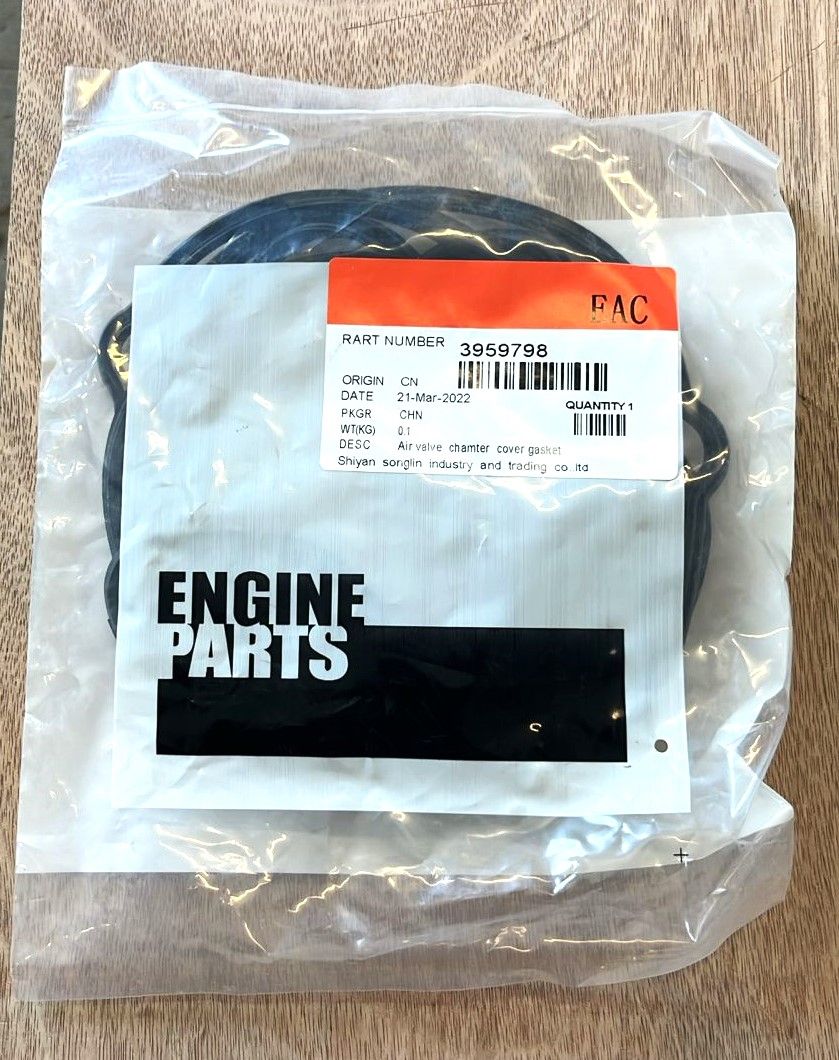 EAC
RART NUMBER 3959798
ORIGIN CN
DATE 21-Mar-2022
QUANTITY 1
PKGR CHN
WT(KG) 0.1
DESC Air valve chamter cover gasket
Shiyan songlin industry and trading co.,ltd
ENGINE
PARTS